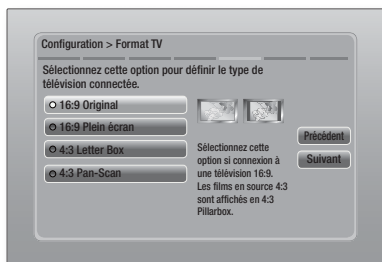 Configuration > Format TV
Sélectionnez cette option pour définir le type de
télévision connectée.
16:9 Original
16:9 Plein écran
4:3 Letter Box
4:3 Pan-Scan
Sélectionnez cette
option si connexion à
une télévision 16:9.
Les films en source 4:3
sont affichés en 4:3
Pillarbox.
Précédent
Suivant